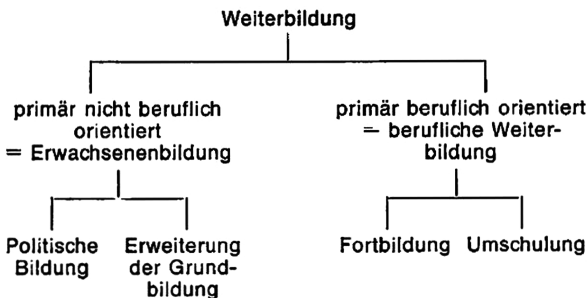 Weiterbildung
primär nicht beruflich
orientiert
= Erwachsenenbildung
primär beruflich orientiert
= berufliche Weiter-
bildung
Politische
Bildung
Erweiterung
der Grund-
bildung
Fortbildung
Umschulung